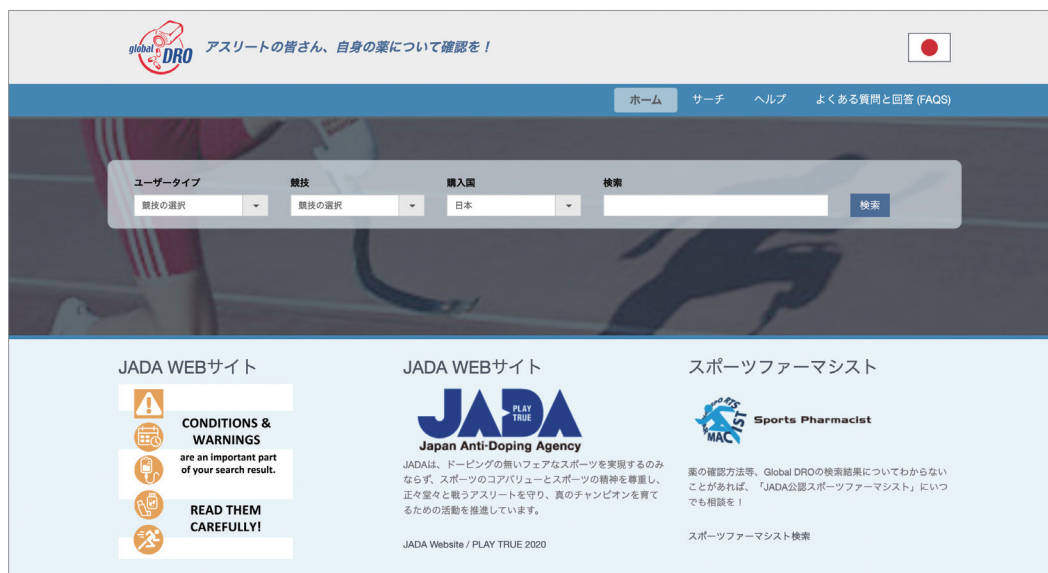 global DRO
アスリートの皆さん、自身の薬について確認を！
ホーム サーチ ヘルプ よくある質問と回答 (FAQS)
ユーザータイプ 競技 購入国 検索
競技の選択 競技の選択 日本 検索
JADA WEBサイト
CONDITIONS &
WARNINGS
are an important part
of your search result.
READ THEM
CAREFULLY!
JADA WEBサイト
JADA
PLAY
TRUE
Japan Anti-Doping Agency
JADAは、ドーピングの無いフェアなスポーツを実現するのみ
ならず、スポーツのコアバリューとスポーツの精神を尊重し、
正々堂々と戦うアスリートを守り、真のチャンピオンを育て
るための活動を推進しています。
JADA Website / PLAY TRUE 2020
スポーツファーマシスト
Sports Pharmacist
薬の確認方法等、Global DROの検索結果についてわからない
ことがあれば、「JADA公認スポーツファーマシスト」にいつ
でも相談を！
スポーツファーマシスト検索